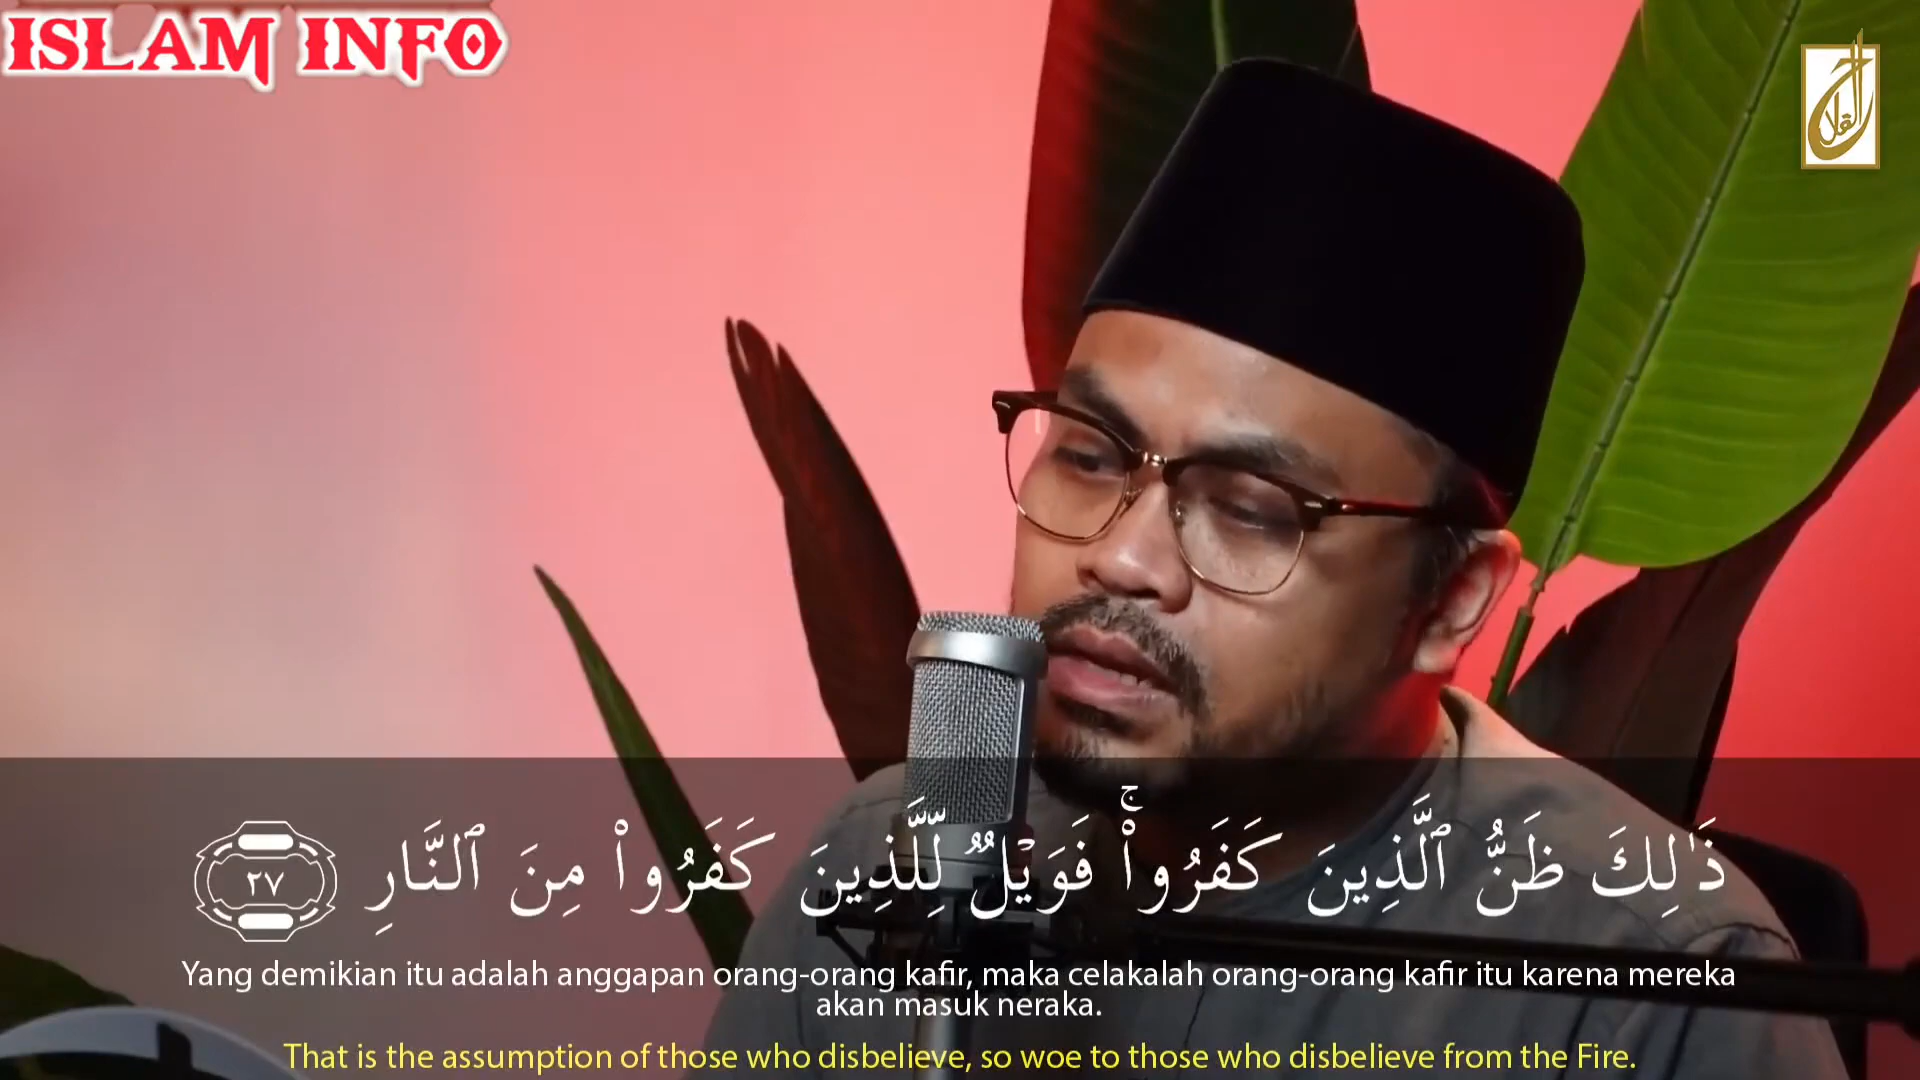 ISLAM INFO
ذَٰلِكَ ظَنُّ ٱلَّذِينَ كَفَرُوا۟ ۚ فَوَيْلٌ لِّلَّذِينَ كَفَرُوا۟ مِنَ ٱلنَّارِ ٢٧
Yang demikian itu adalah anggapan orang-orang kafir, maka celakalah orang-orang kafir itu karena mereka
akan masuk neraka.
That is the assumption of those who disbelieve, so woe to those who disbelieve from the Fire.